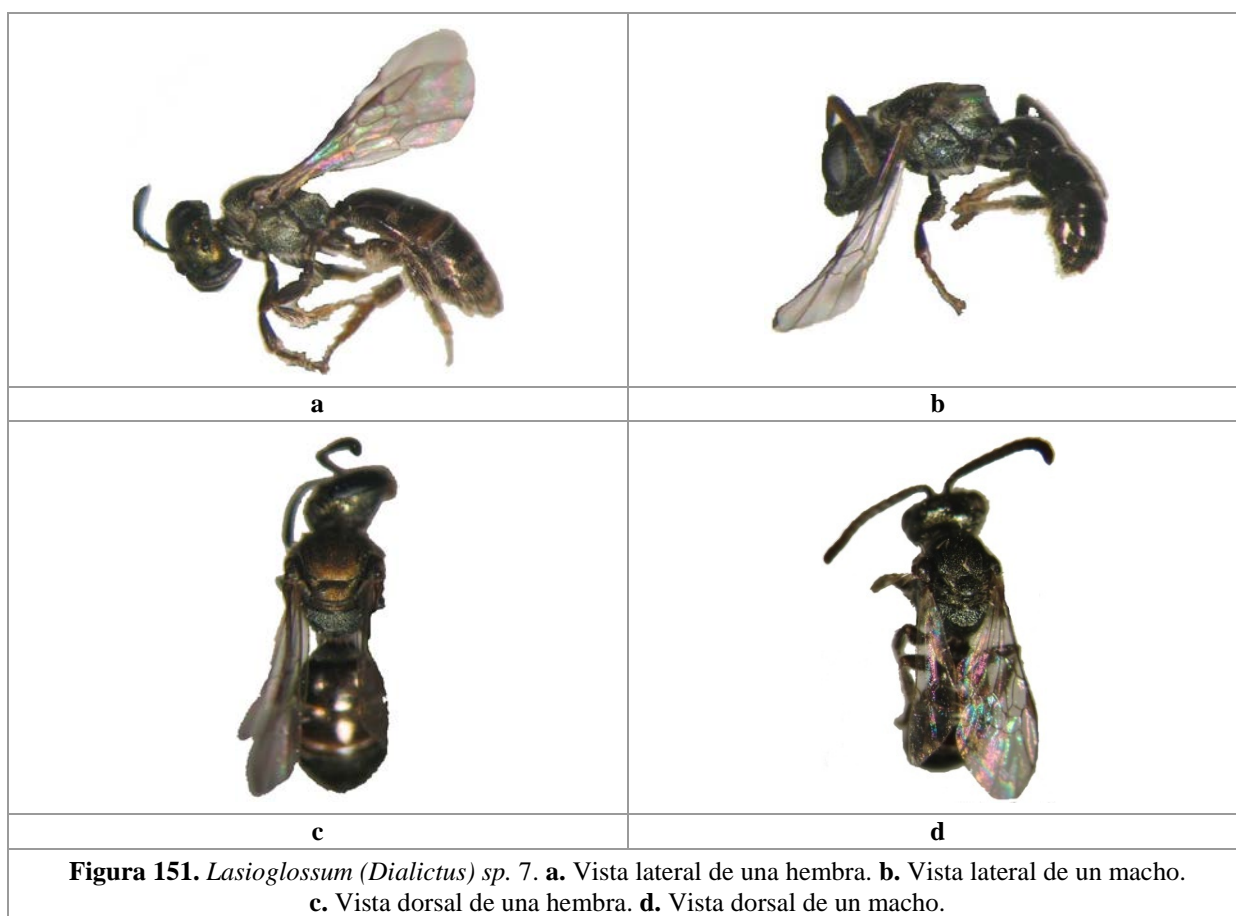 a
b
c
d
Figura 151. Lasioglossum (Dialictus) sp. 7. a. Vista lateral de una hembra. b. Vista lateral de un macho.
c. Vista dorsal de una hembra. d. Vista dorsal de un macho.